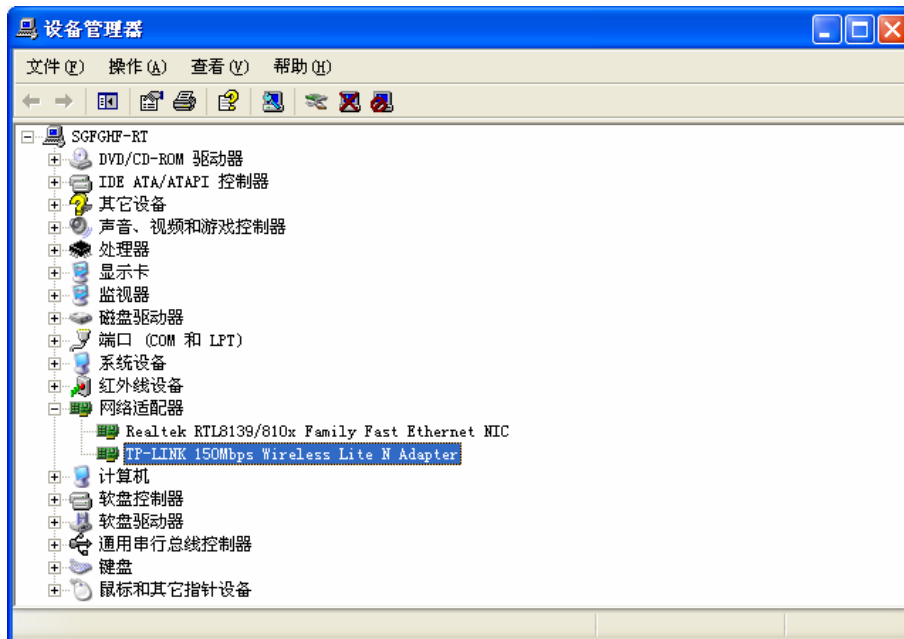 设备管理器
文件(F) 操作(A) 查看(V) 帮助(H)
SGFGHF-RT
DVD/CD-ROM 驱动器
IDE ATA/ATAPI 控制器
其它设备
声音、视频和游戏控制器
处理器
显示卡
监视器
磁盘驱动器
端口 (COM 和 LPT)
系统设备
红外线设备
网络适配器
Realtek RTL8139/810x Family Fast Ethernet NIC
TP-LINK 150Mbps Wireless Lite N Adapter
计算机
软盘控制器
软盘驱动器
通用串行总线控制器
键盘
鼠标和其它指针设备